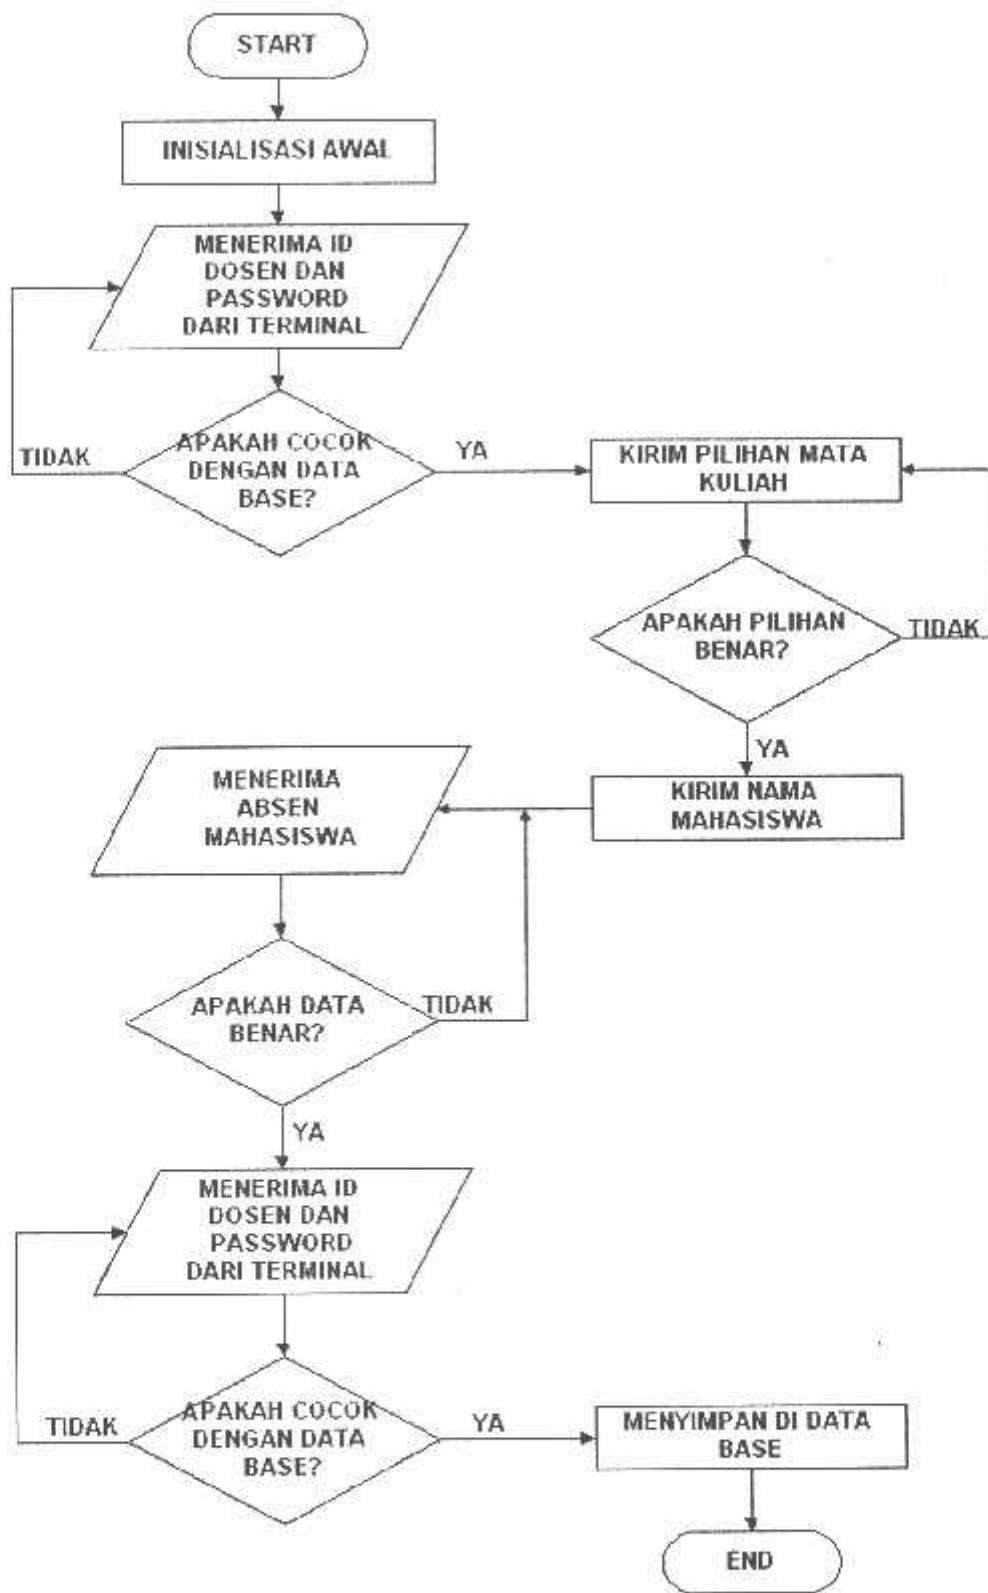 START
INISIALISASI AWAL
MENERIMA ID
DOSEN DAN
PASSWORD
DARI TERMINAL
APAKAH COCOK
DENGAN DATA
BASE?
TIDAK
YA
KIRIM PILIHAN MATA
KULIAH
APAKAH PILIHAN
BENAR?
TIDAK
YA
KIRIM NAMA
MAHASISWA
MENERIMA
ABSEN
MAHASISWA
APAKAH DATA
BENAR?
TIDAK
YA
MENERIMA ID
DOSEN DAN
PASSWORD
DARI TERMINAL
APAKAH COCOK
DENGAN DATA
BASE?
TIDAK
YA
MENYIMPAN DI DATA
BASE
END